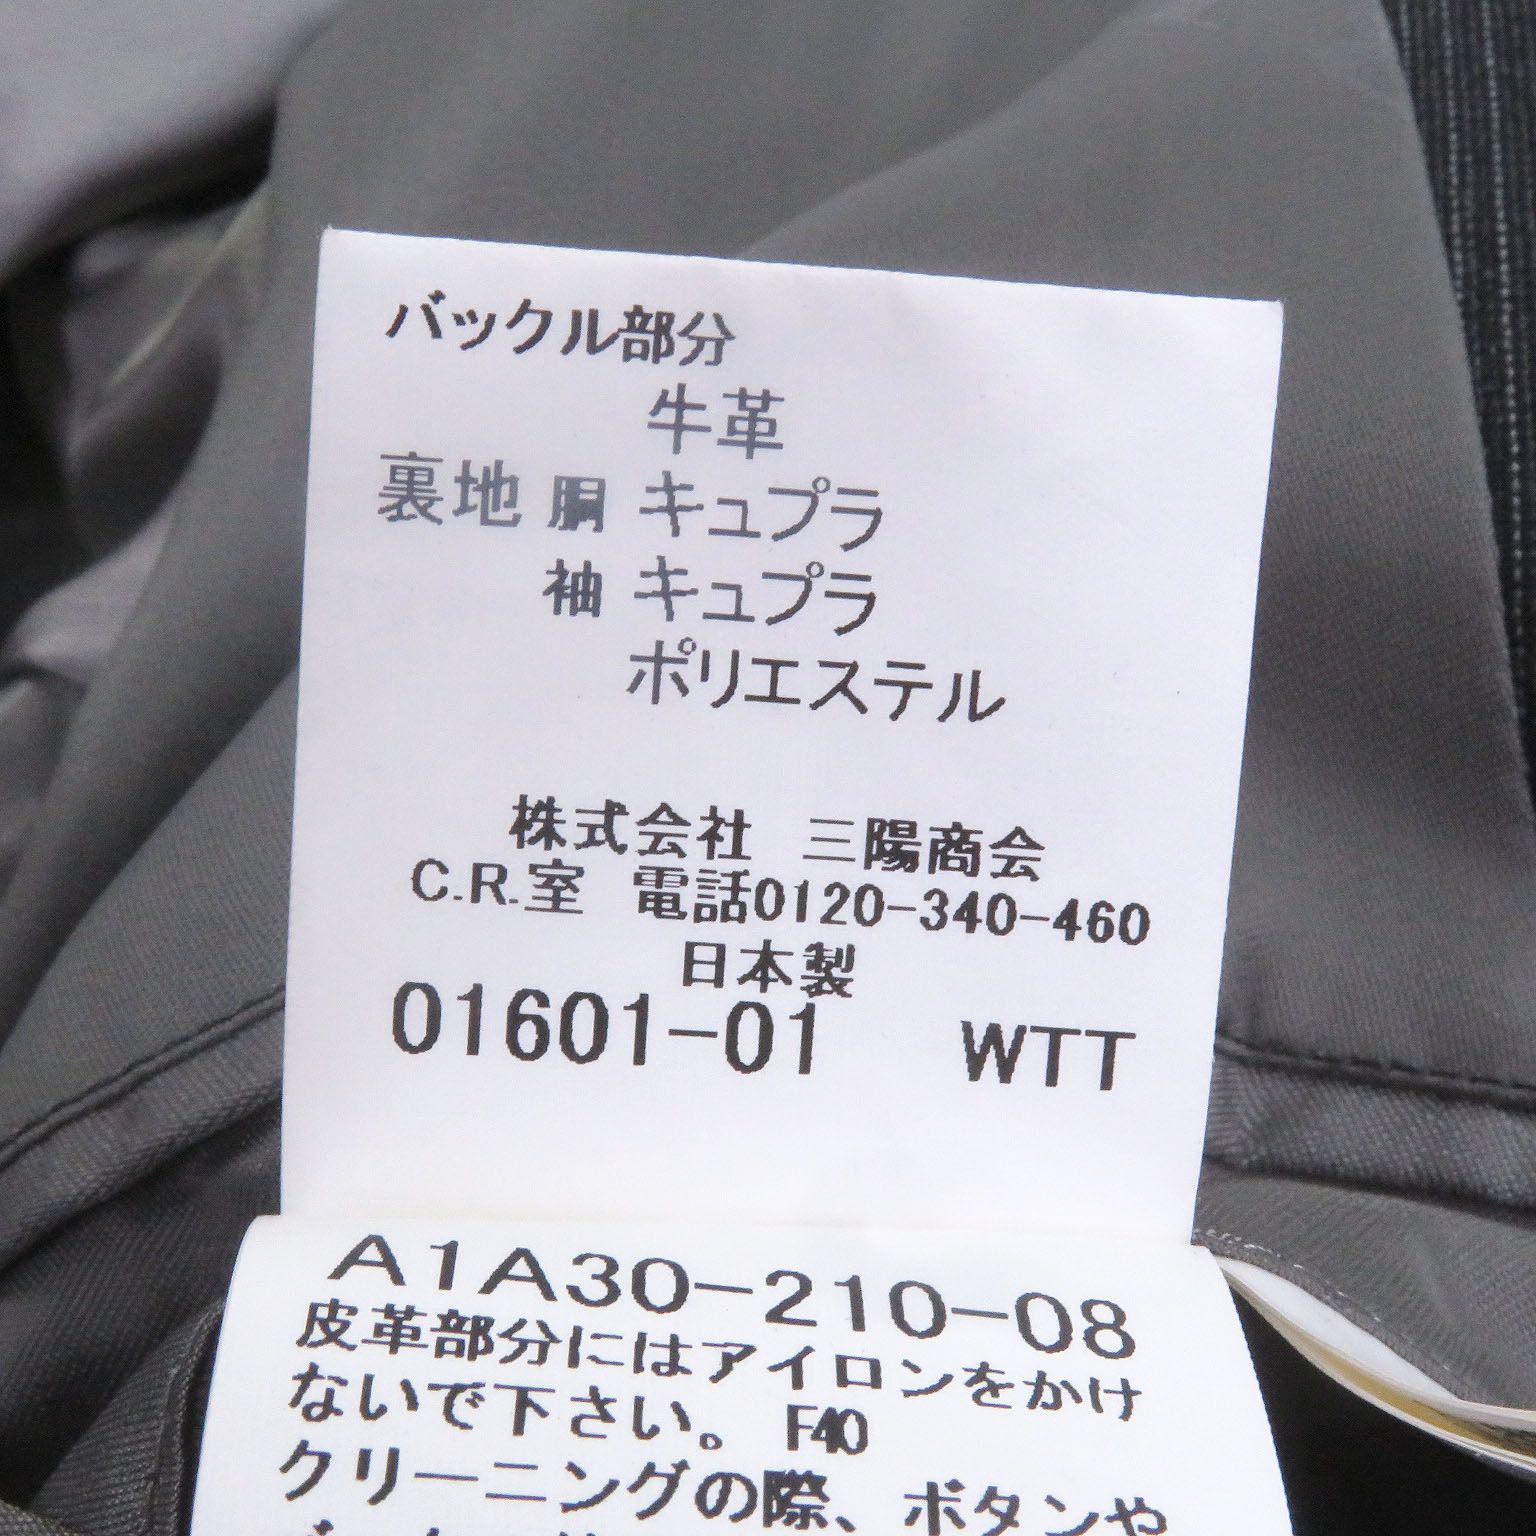 バックル部分
牛革
裏地 胴 キュプラ
袖 キュプラ
ポリエステル
株式会社 三陽商会
C.R.室 電話0120-340-460
日本製
01601-01 WTT
A1A30-210-08
皮革部分にはアイロンをかけ
ないで下さい。 F40
クリーニングの際、ボタンや